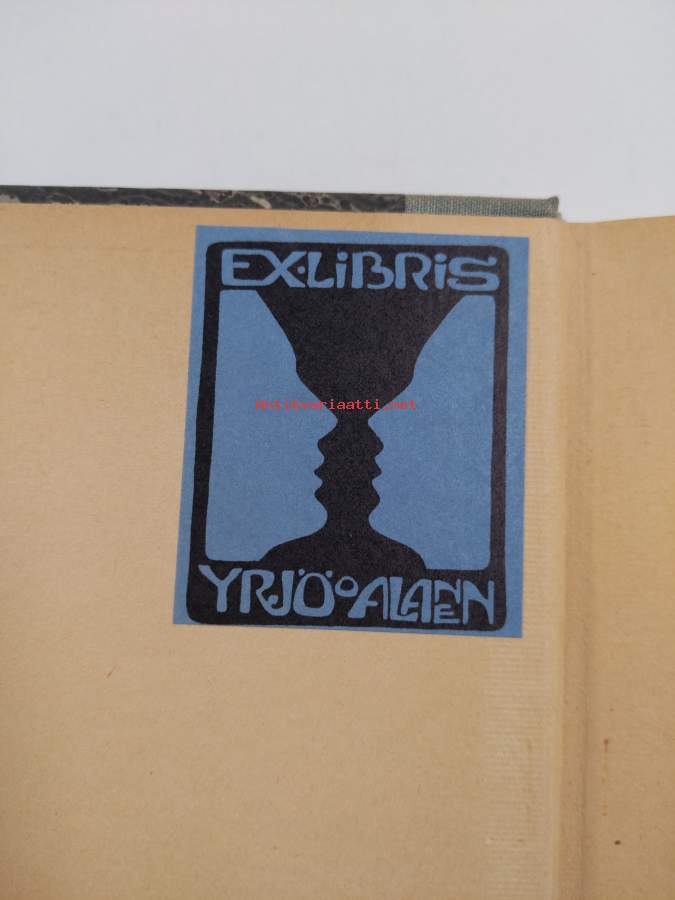 EX·LiBRiS
Antikvariaatti.net
YRJÖ O ALANEN